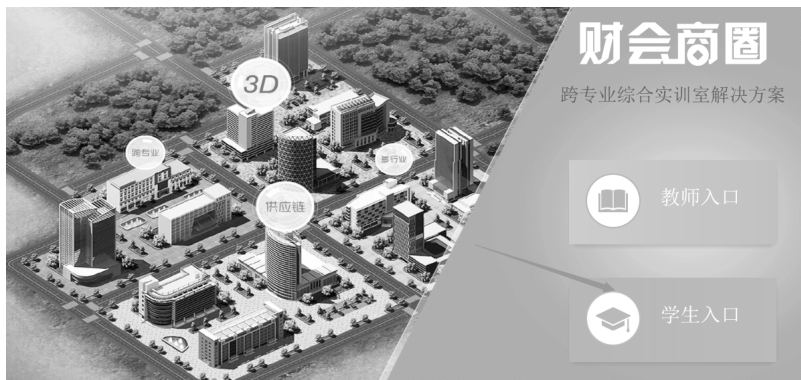 财会商圈
跨专业综合实训室解决方案
3D
跨专业
多行业
供应链
教师入口
学生入口